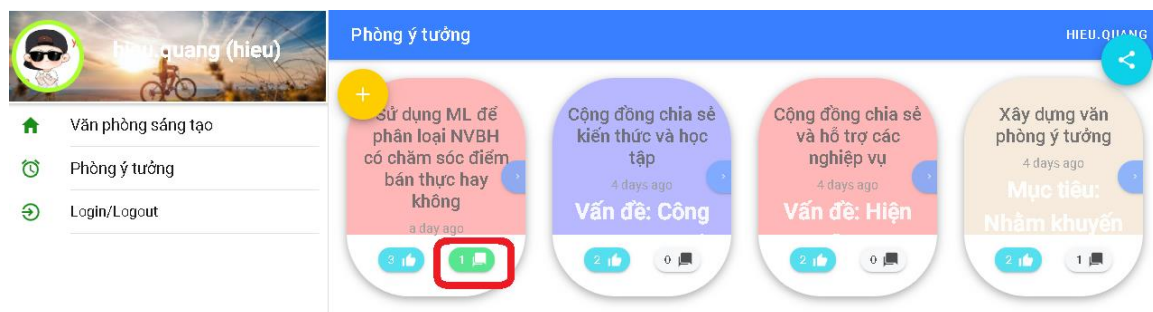 hieu.quang (hieu)
Văn phòng sáng tạo
Phòng ý tưởng
Login/Logout
Phòng ý tưởng
HIEU.QUANG
Sử dụng ML để
phân loại NVBH
có chăm sóc điểm
bán thực hay
không
a day ago
3
1
Cộng đồng chia sẻ
kiến thức và học
tập
4 days ago
Vấn đề: Công
2
0
Cộng đồng chia sẻ
và hỗ trợ các
nghiệp vụ
4 days ago
Vấn đề: Hiện
2
0
Xây dựng văn
phòng ý tưởng
4 days ago
Mục tiêu:
Nhằm khuyến
2
1